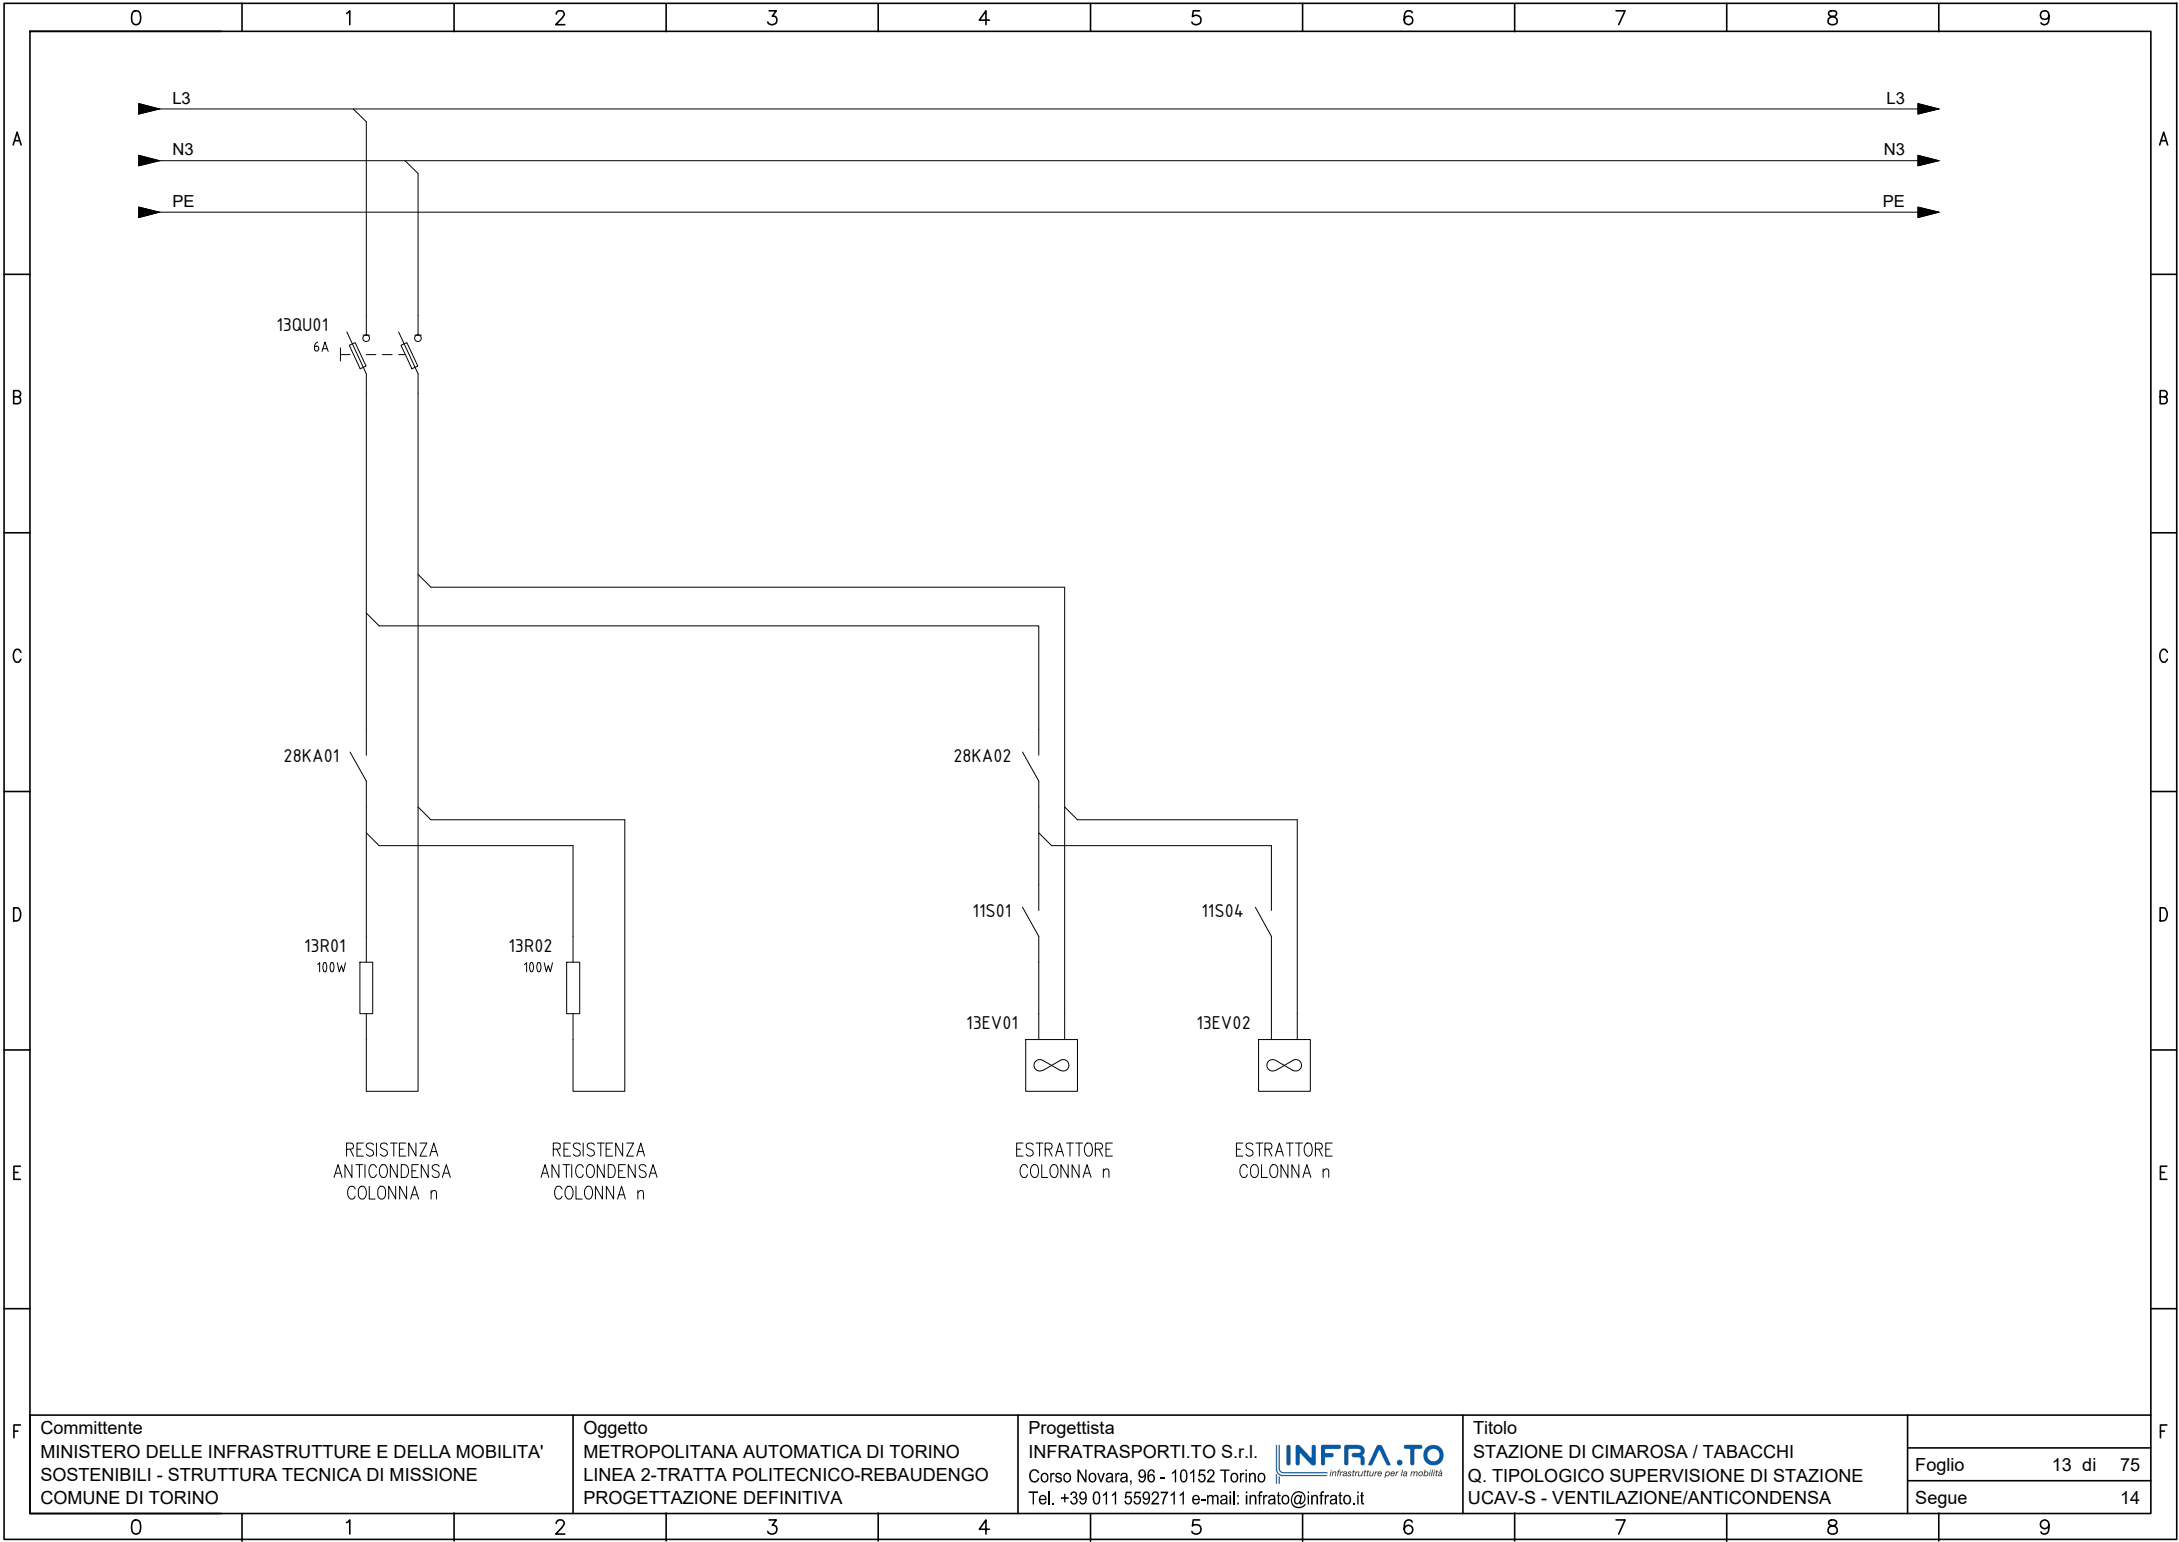 0 1 2 3 4 5 6 7 8 9
L3 L3
A A
N3 N3
PE PE
13QU01
6A
B B
C C
28KA01 28KA02
11S01 11S04
D D
13R01 13R02
100W 100W
13EV01 13EV02
RESISTENZA
ANTICONDENSA
COLONNA n
RESISTENZA
ANTICONDENSA
COLONNA n
ESTRATTORE
COLONNA n
ESTRATTORE
COLONNA n
E E
F F
Committente
MINISTERO DELLE INFRASTRUTTURE E DELLA MOBILITA'
SOSTENIBILI - STRUTTURA TECNICA DI MISSIONE
COMUNE DI TORINO
Oggetto
METROPOLITANA AUTOMATICA DI TORINO
LINEA 2-TRATTA POLITECNICO-REBAUDENGO
PROGETTAZIONE DEFINITIVA
Progettista
INFRATRASPORTI.TO S.r.l.
Corso Novara, 96 - 10152 Torino
Tel. +39 011 5592711 e-mail: infrato@infrato.it
INFRA.TO
infrastrutture per la mobilità
Titolo
STAZIONE DI CIMAROSA / TABACCHI
Q. TIPOLOGICO SUPERVISIONE DI STAZIONE
UCAV-S - VENTILAZIONE/ANTICONDENSA
Foglio 13 di 75
Segue 14
0 1 2 3 4 5 6 7 8 9